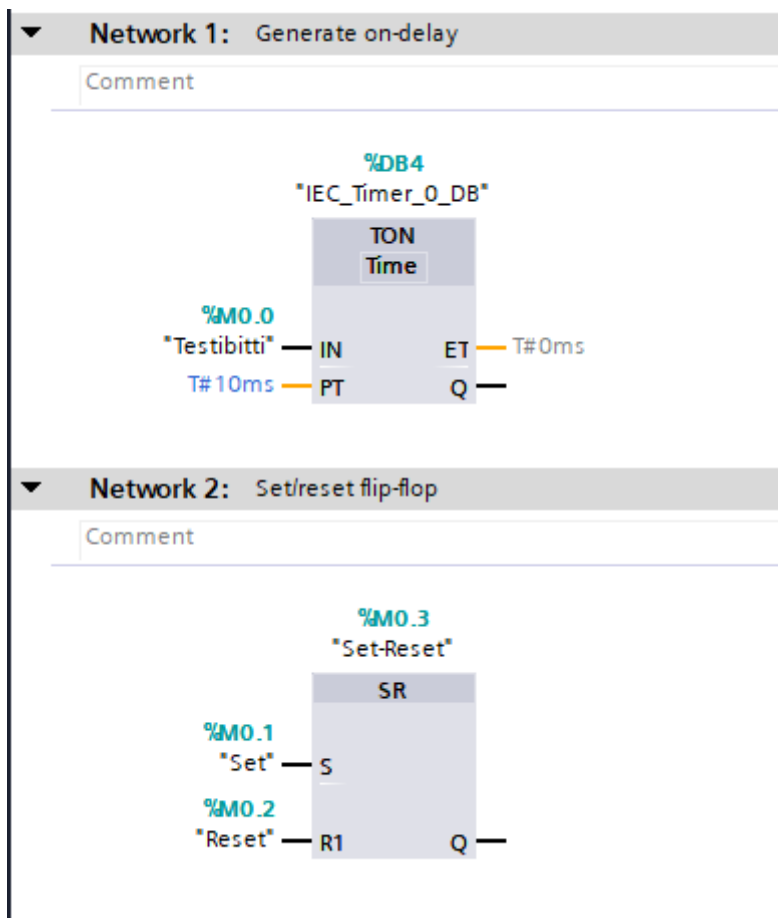 Network 1: Generate on-delay
Comment
%DB4
"IEC_Timer_0_DB"
TON
Time
%M0.0
"Testibitti" IN ET T#0ms
T#10ms PT Q
Network 2: Set/reset flip-flop
Comment
%M0.3
"Set-Reset"
SR
%M0.1
"Set" S
%M0.2
"Reset" R1 Q